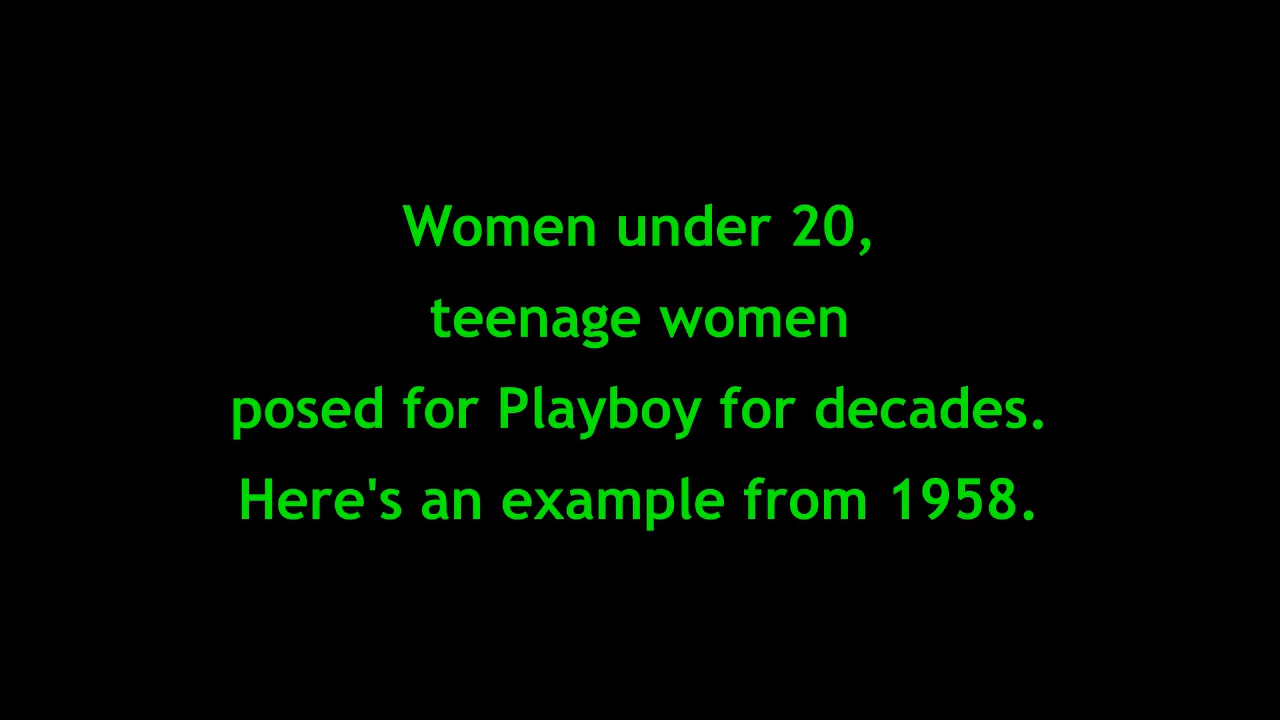 Women under 20,
teenage women
posed for Playboy for decades.
Here's an example from 1958.